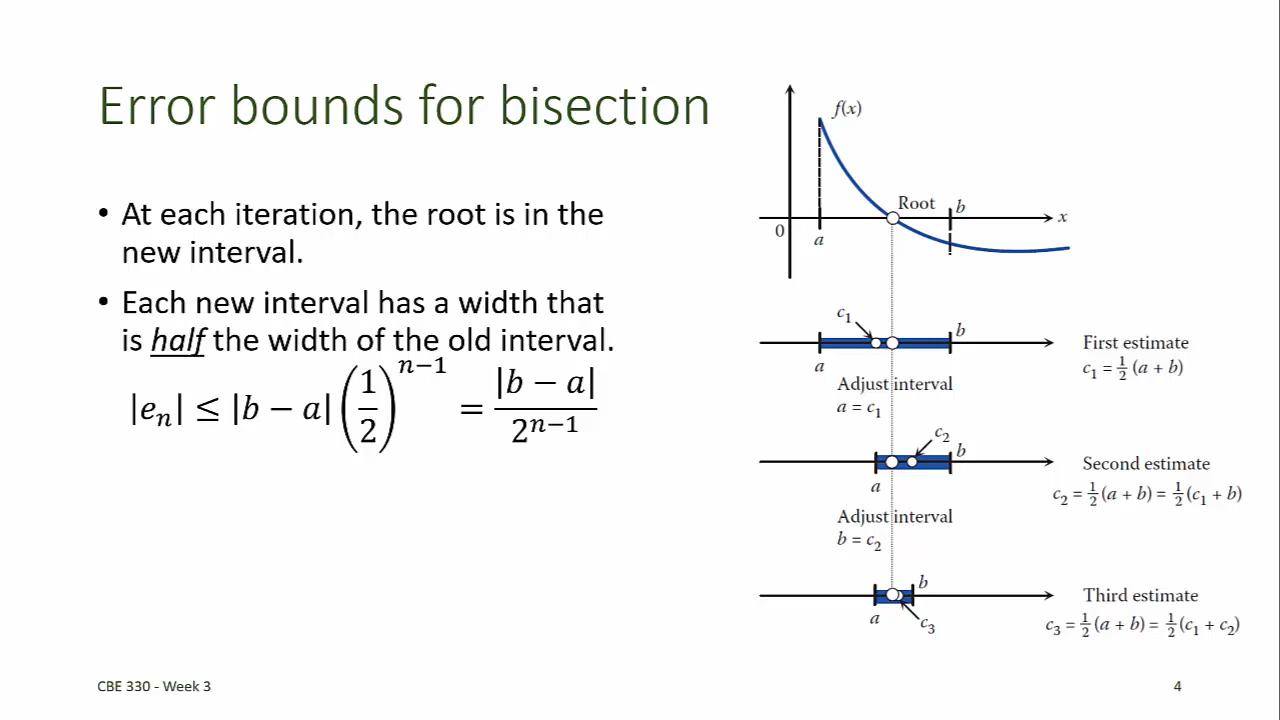 Error bounds for bisection
• At each iteration, the root is in the
new interval.
• Each new interval has a width that
is half the width of the old interval.
|eₙ| ≤ |b − a| (1/2)ⁿ⁻¹ = |b − a| / 2ⁿ⁻¹
f(x)
Root
b
x
0
a
c₁
b
a
First estimate
c₁ = ½ (a + b)
Adjust interval
a = c₁
c₂
b
a
Second estimate
c₂ = ½ (a + b) = ½ (c₁ + b)
Adjust interval
b = c₂
b
a
c₃
Third estimate
c₃ = ½ (a + b) = ½ (c₁ + c₂)
CBE 330 - Week 3
4